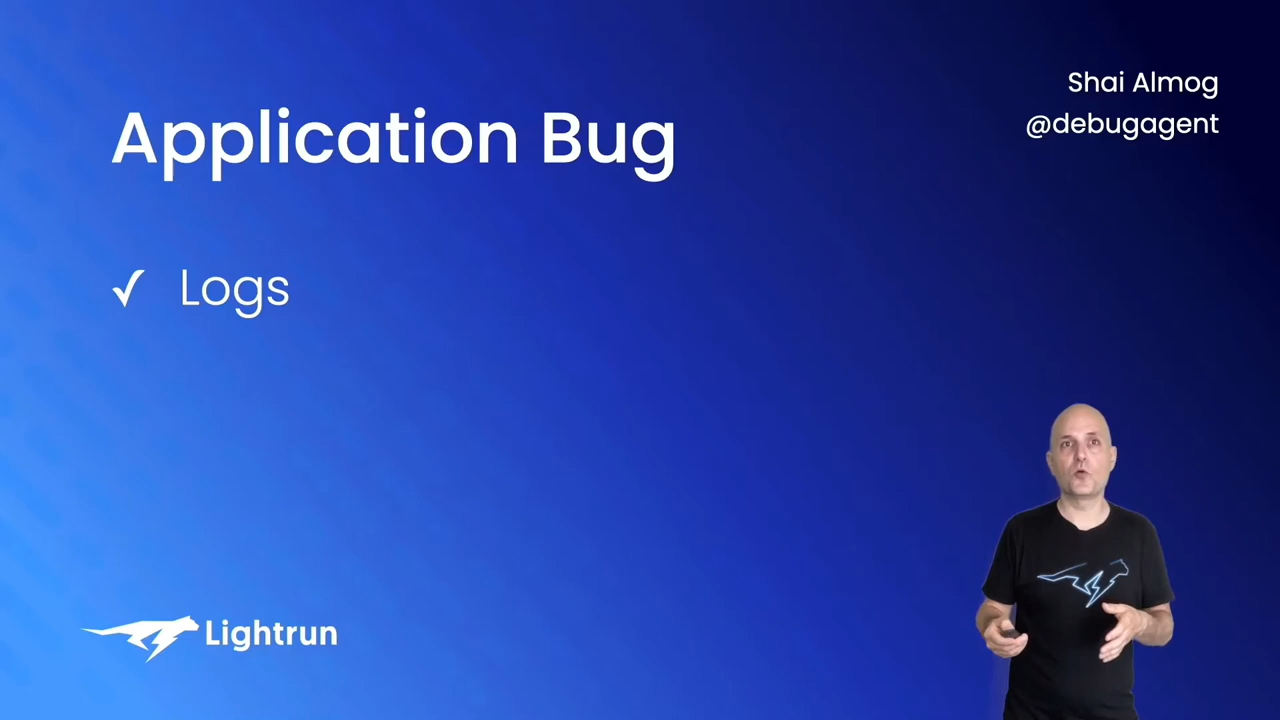 Shai Almog
@debugagent
Application Bug
✓ Logs
Lightrun